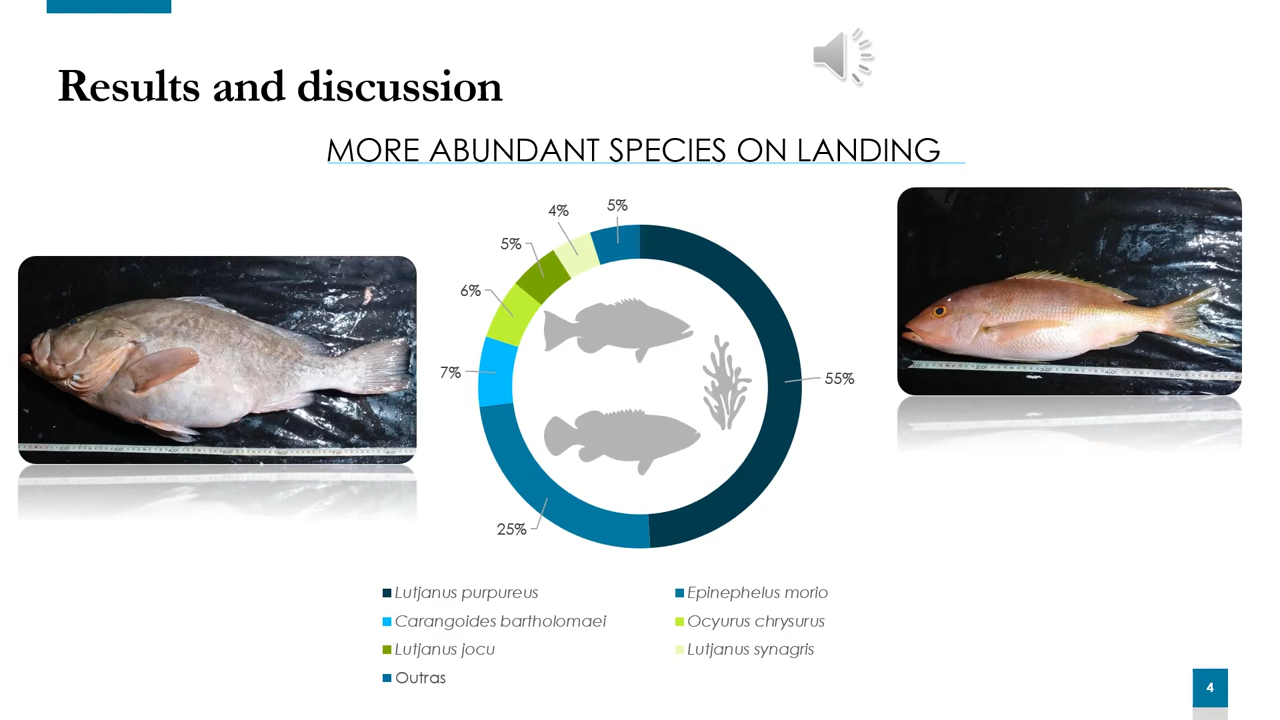 Results and discussion
MORE ABUNDANT SPECIES ON LANDING
4%
5%
5%
6%
7%
55%
25%
Lutjanus purpureus
Epinephelus morio
Carangoides bartholomaei
Ocyurus chrysurus
Lutjanus jocu
Lutjanus synagris
Outras
4